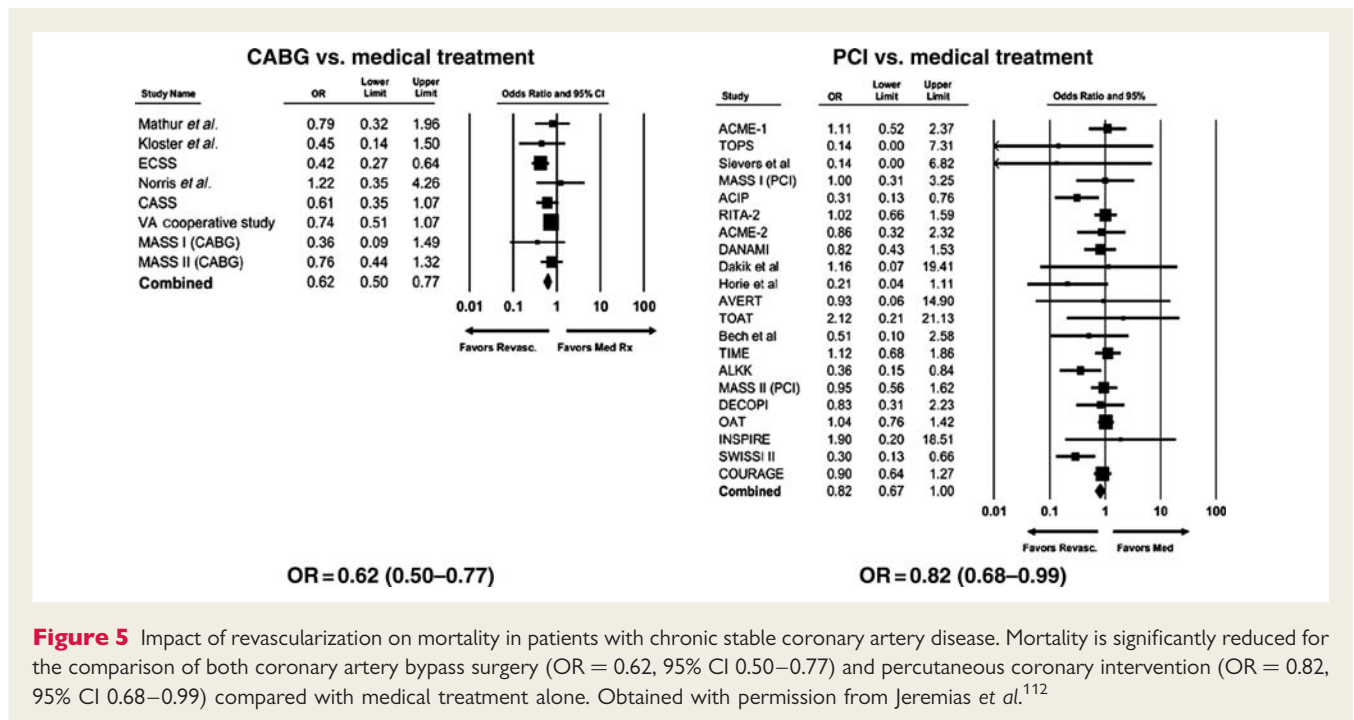 CABG vs. medical treatment
Study Name OR Lower Limit Upper Limit Odds Ratio and 95% CI
Mathur et al. 0.79 0.32 1.96
Kloster et al. 0.45 0.14 1.50
ECSS 0.42 0.27 0.64
Norris et al. 1.22 0.35 4.26
CASS 0.61 0.35 1.07
VA cooperative study 0.74 0.51 1.07
MASS I (CABG) 0.36 0.09 1.49
MASS II (CABG) 0.76 0.44 1.32
Combined 0.62 0.50 0.77
0.01 0.1 1 10 100
Favors Revasc. Favors Med Rx
OR = 0.62 (0.50–0.77)
PCI vs. medical treatment
Study OR Lower Limit Upper Limit Odds Ratio and 95%
ACME-1 1.11 0.52 2.37
TOPS 0.14 0.00 7.31
Sievers et al 0.14 0.00 6.82
MASS I (PCI) 1.00 0.31 3.25
ACIP 0.31 0.13 0.76
RITA-2 1.02 0.66 1.59
ACME-2 0.86 0.32 2.32
DANAMI 0.82 0.43 1.53
Dakik et al 1.16 0.07 19.41
Horie et al 0.21 0.04 1.11
AVERT 0.93 0.06 14.90
TOAT 2.12 0.21 21.13
Bech et al 0.51 0.10 2.58
TIME 1.12 0.68 1.86
ALKK 0.36 0.15 0.84
MASS II (PCI) 0.95 0.56 1.62
DECOPI 0.83 0.31 2.23
OAT 1.04 0.76 1.42
INSPIRE 1.90 0.20 18.51
SWISSI II 0.30 0.13 0.66
COURAGE 0.90 0.64 1.27
Combined 0.82 0.67 1.00
0.01 0.1 1 10 100
Favors Revasc. Favors Med
OR = 0.82 (0.68–0.99)
Figure 5 Impact of revascularization on mortality in patients with chronic stable coronary artery disease. Mortality is significantly reduced for
the comparison of both coronary artery bypass surgery (OR = 0.62, 95% CI 0.50–0.77) and percutaneous coronary intervention (OR = 0.82,
95% CI 0.68–0.99) compared with medical treatment alone. Obtained with permission from Jeremias et al.112